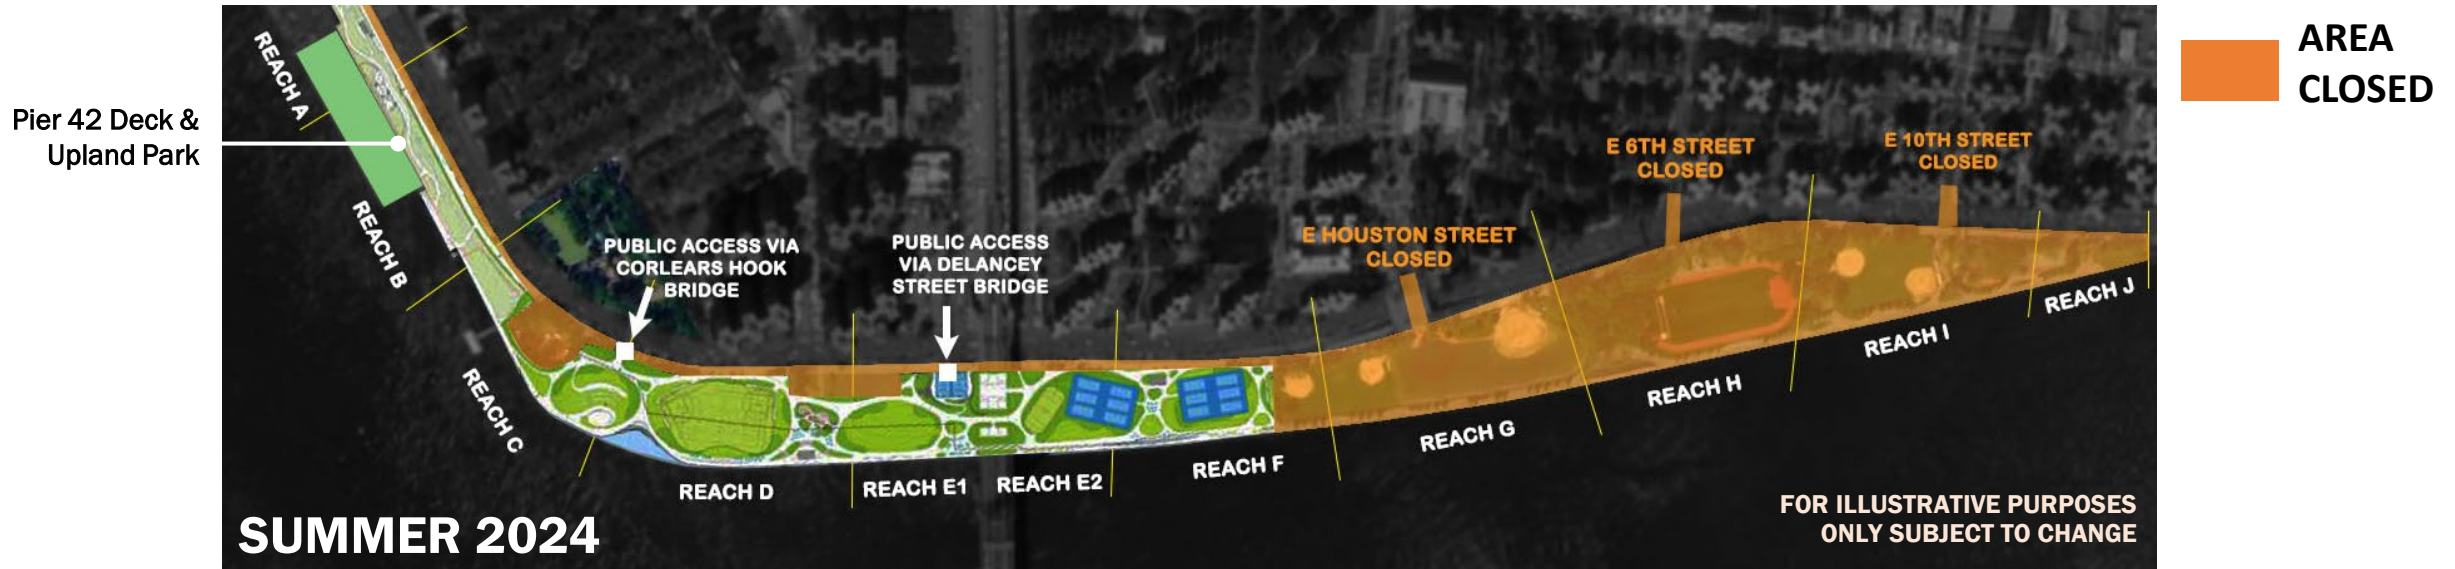 AREA
CLOSED
Pier 42 Deck &
Upland Park
REACH A
REACH B
REACH C
PUBLIC ACCESS VIA
CORLEARS HOOK
BRIDGE
PUBLIC ACCESS
VIA DELANCEY
STREET BRIDGE
E HOUSTON STREET
CLOSED
E 6TH STREET
CLOSED
E 10TH STREET
CLOSED
REACH D
REACH E1
REACH E2
REACH F
REACH G
REACH H
REACH I
REACH J
SUMMER 2024
FOR ILLUSTRATIVE PURPOSES
ONLY SUBJECT TO CHANGE